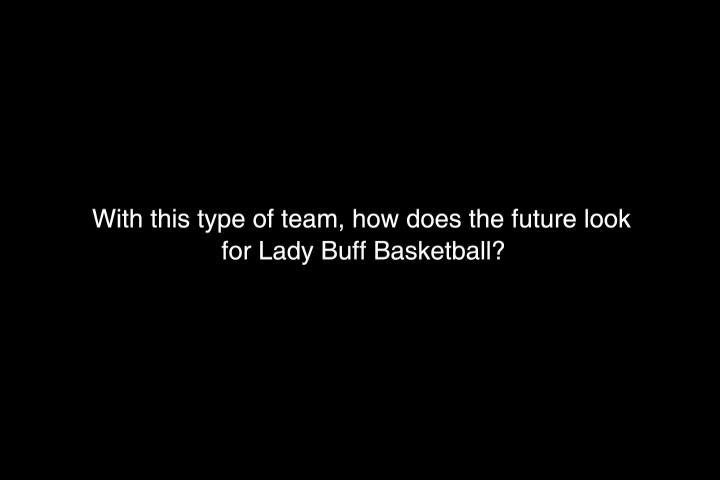 With this type of team, how does the future look
for Lady Buff Basketball?